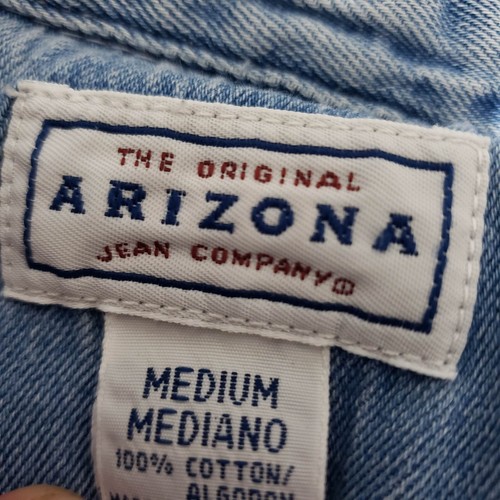 THE ORIGINAL
ARIZONA
JEAN COMPANY®
MEDIUM
MEDIANO
100% COTTON/
ALGODON